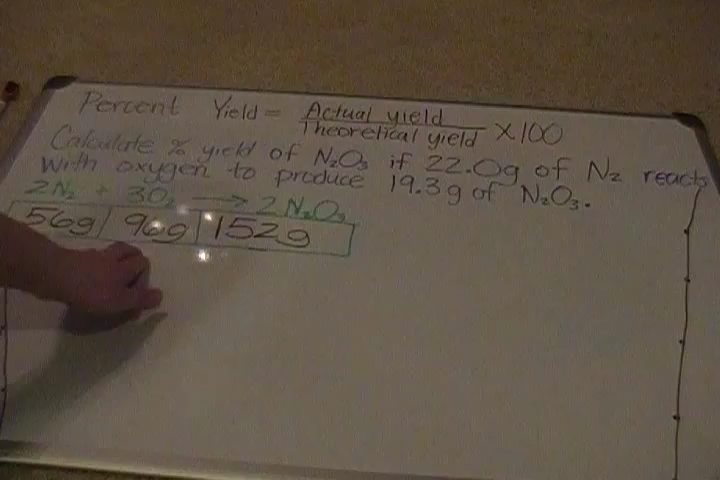 Percent Yield = Actual yield / Theoretical yield X 100
Calculate % yield of N₂O₃ if 22.0g of N₂ reacts
with oxygen to produce 19.3g of N₂O₃.
2N₂ + 3O₂ → 2N₂O₃
56g 96g 152g